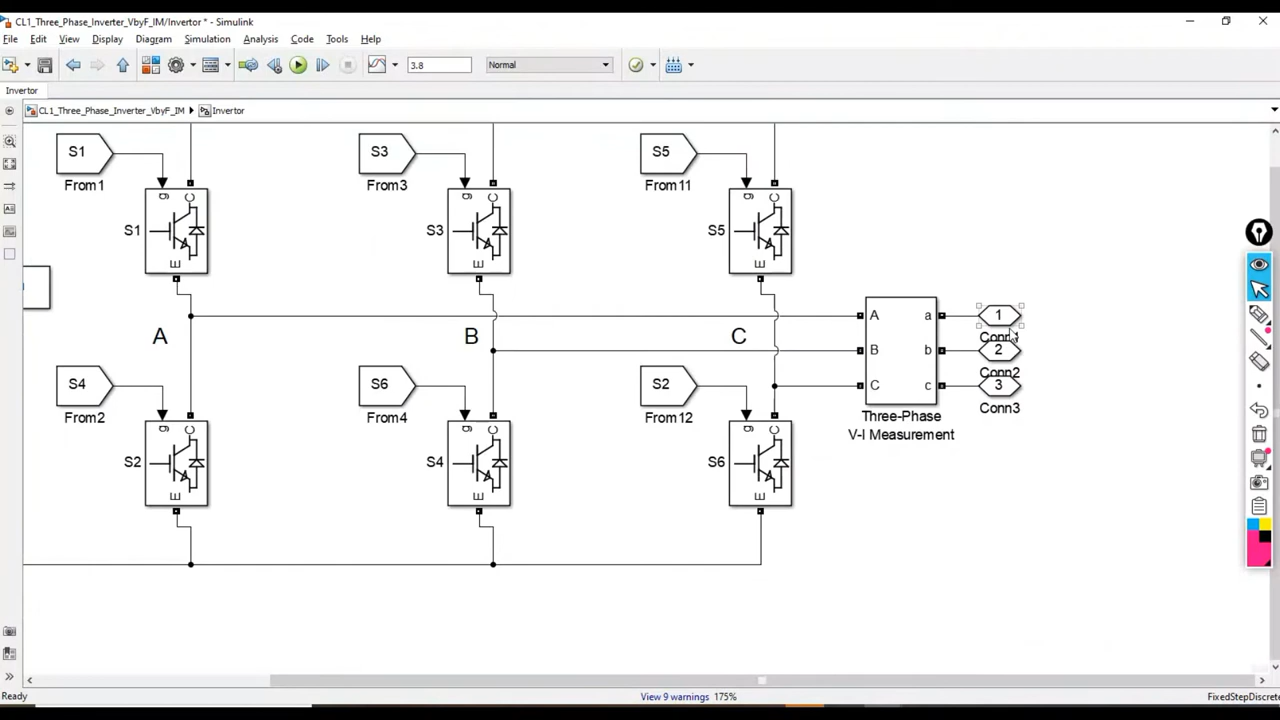 CL1_Three_Phase_Inverter_VbyF_IM/Invertor * - Simulink
File Edit View Display Diagram Simulation Analysis Code Tools Help
3.8 Normal
Invertor
CL1_Three_Phase_Inverter_VbyF_IM Invertor
S1 S3 S5
From1 From3 From11
g C g C g C
S1 S3 S5
E E E
A a 1
A B C
B b 2
Conn2
S4 S6 S2
C c 3
From2 From4 From12
Three-Phase Conn3
V-I Measurement
g C g C g C
S2 S4 S6
E E E
Ready View 9 warnings 175% FixedStepDiscrete